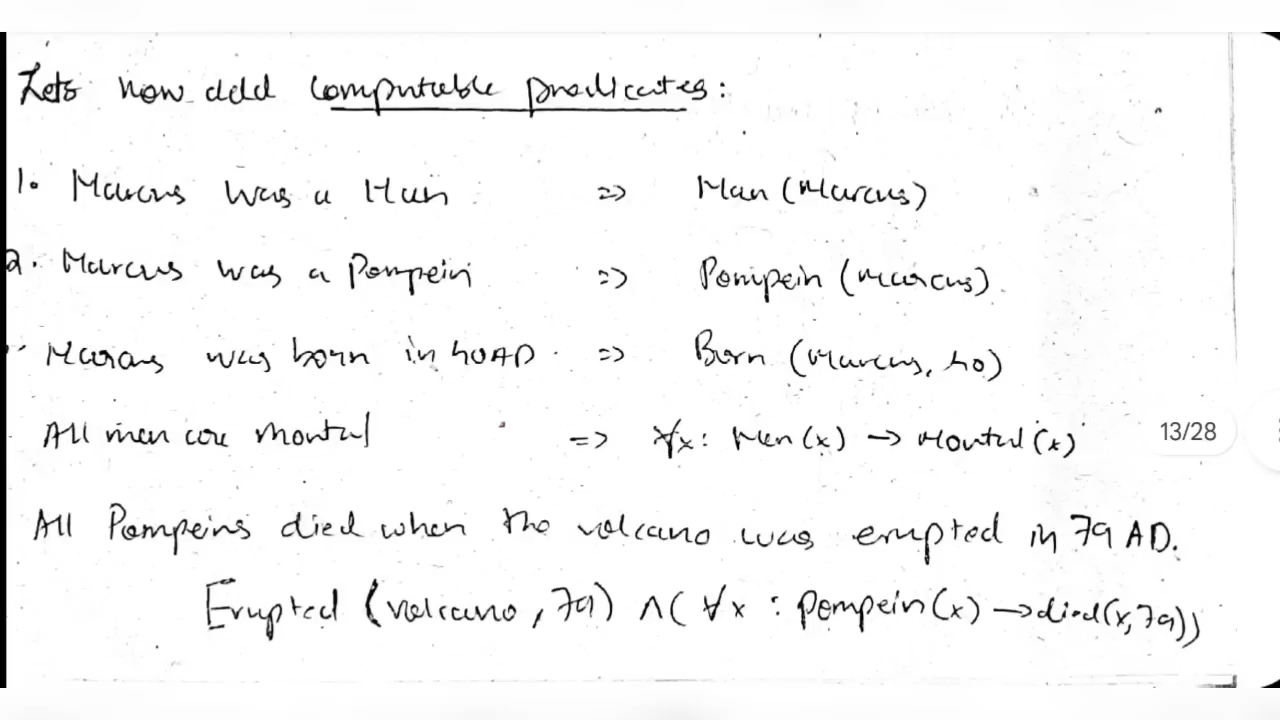 Lets now add computable predicates:
1. Marcus was a Man => Man (Marcus)
2. Marcus was a Pompein => Pompein (Marcus).
Marcus was born in 40AD. => Born (Marcus, 40)
All men are Mortal => ∀x: Men(x) → Mortal(x)
13/28
All Pompeins died when the volcano was erupted in 79 AD.
Erupted (volcano, 79) ∧ (∀x : pompein(x) → died(x, 79))